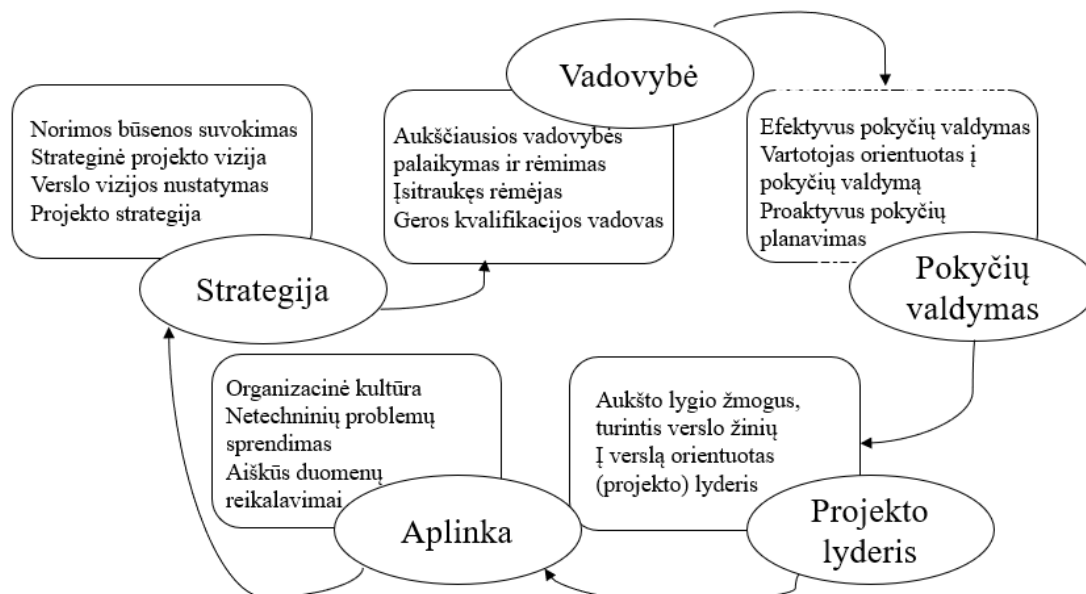 Vadovybė
Norimos būsenos suvokimas
Strateginė projekto vizija
Verslo vizijos nustatymas
Projekto strategija
Strategija
Aukščiausios vadovybės
palaikymas ir rėmimas
Įsitraukęs rėmėjas
Geros kvalifikacijos vadovas
Efektyvus pokyčių valdymas
Vartotojas orientuotas į
pokyčių valdymą
Proaktyvus pokyčių
planavimas
Pokyčių
valdymas
Organizacinė kultūra
Netechninių problemų
sprendimas
Aiškūs duomenų
reikalavimai
Aplinka
Aukšto lygio žmogus,
turintis verslo žinių
Į verslą orientuotas
(projekto) lyderis
Projekto
lyderis